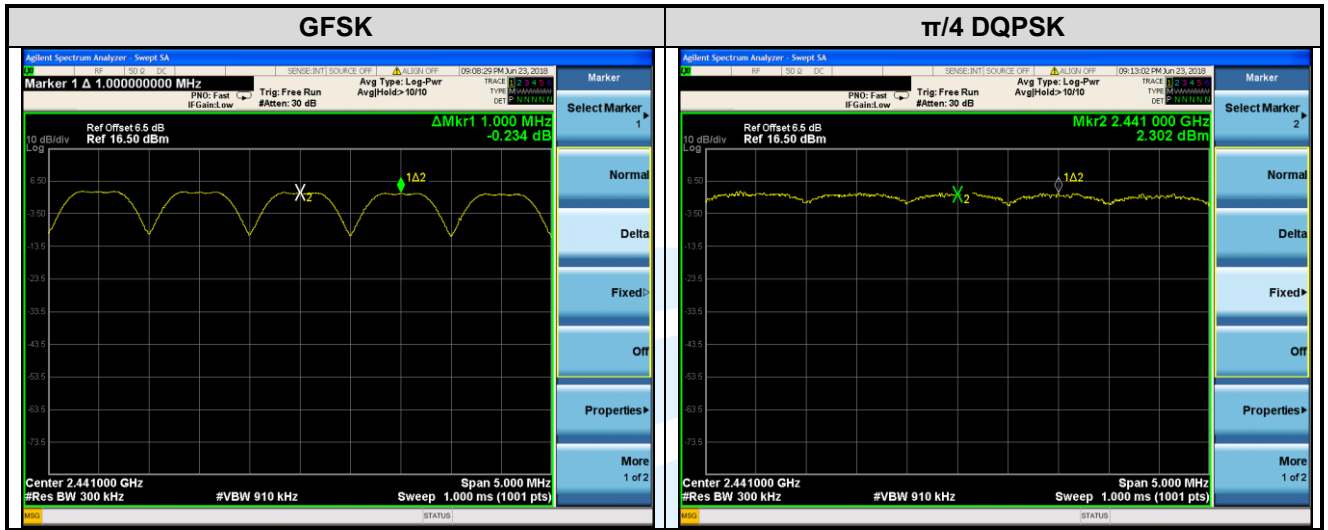 GFSK
Agilent Spectrum Analyzer - Swept SA
RF 50 Ω DC SENSE:INT SOURCE OFF ALIGN OFF 09:08:29 PM Jun 23, 2018
Marker 1 Δ 1.000000000 MHz
PNO: Fast
IFGain:Low
Trig: Free Run
#Atten: 30 dB
Avg Type: Log-Pwr
Avg|Hold:>10/10
TRACE 1 2 3 4 5 6
TYPE M
DET P N N N N N
ΔMkr1 1.000 MHz
-0.234 dB
Ref Offset 6.5 dB
10 dB/div Ref 16.50 dBm
Log
6.50
-3.50
-13.5
-23.5
-33.5
-43.5
-53.5
-63.5
-73.5
X2
1Δ2
Center 2.441000 GHz Span 5.000 MHz
#Res BW 300 kHz #VBW 910 kHz Sweep 1.000 ms (1001 pts)
MSG STATUS
Marker
Select Marker
1
Normal
Delta
Fixed
Off
Properties
More
1 of 2
π/4 DQPSK
Agilent Spectrum Analyzer - Swept SA
RF 50 Ω DC SENSE:INT SOURCE OFF ALIGN OFF 09:13:02 PM Jun 23, 2018
PNO: Fast
IFGain:Low
Trig: Free Run
#Atten: 30 dB
Avg Type: Log-Pwr
Avg|Hold:>10/10
TRACE 1 2 3 4 5 6
TYPE M
DET P N N N N N
Mkr2 2.441 000 GHz
2.302 dBm
Ref Offset 6.5 dB
10 dB/div Ref 16.50 dBm
Log
6.50
-3.50
-13.5
-23.5
-33.5
-43.5
-53.5
-63.5
-73.5
X2
1Δ2
Center 2.441000 GHz Span 5.000 MHz
#Res BW 300 kHz #VBW 910 kHz Sweep 1.000 ms (1001 pts)
MSG STATUS
Marker
Select Marker
2
Normal
Delta
Fixed
Off
Properties
More
1 of 2